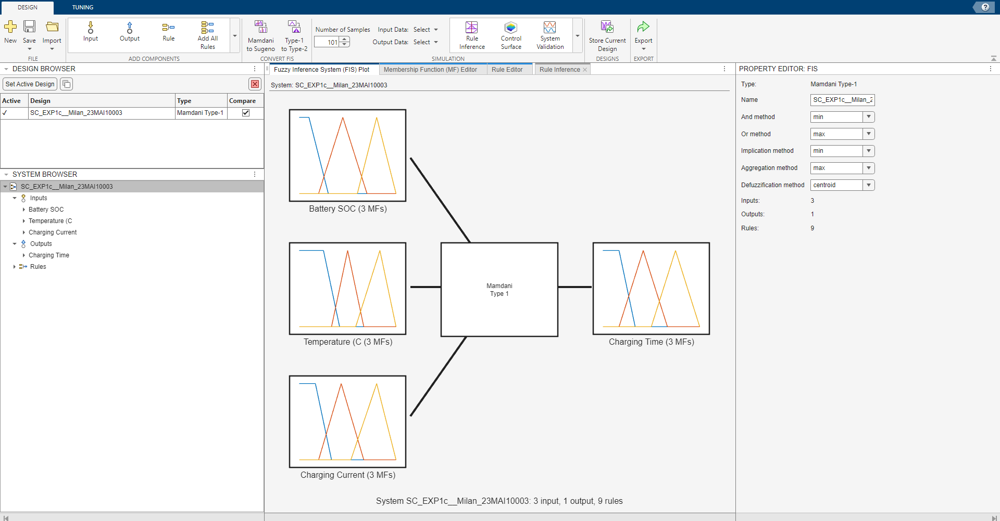 DESIGN
TUNING
New
Save
Import
Input
Output
Rule
Add All
Rules
Mamdani
to Sugeno
Type-1
to Type-2
Number of Samples
101
Input Data: Select
Output Data: Select
Rule
Inference
Control
Surface
System
Validation
Store Current
Design
Export
FILE
ADD COMPONENTS
CONVERT FIS
SIMULATION
DESIGNS
EXPORT
DESIGN BROWSER
Set Active Design
Active Design Type Compare
SC_EXP1c__Milan_23MAI10003 Mamdani Type-1
SYSTEM BROWSER
SC_EXP1c__Milan_23MAI10003
Inputs
Battery SOC
Temperature (C
Charging Current
Outputs
Charging Time
Rules
Fuzzy Inference System (FIS) Plot
Membership Function (MF) Editor
Rule Editor
Rule Inference
System: SC_EXP1c__Milan_23MAI10003
Battery SOC (3 MFs)
Temperature (C (3 MFs)
Mamdani
Type 1
Charging Time (3 MFs)
Charging Current (3 MFs)
System SC_EXP1c__Milan_23MAI10003: 3 input, 1 output, 9 rules
PROPERTY EDITOR: FIS
Type: Mamdani Type-1
Name SC_EXP1c__Milan_2
And method min
Or method max
Implication method min
Aggregation method max
Defuzzification method centroid
Inputs: 3
Outputs: 1
Rules: 9